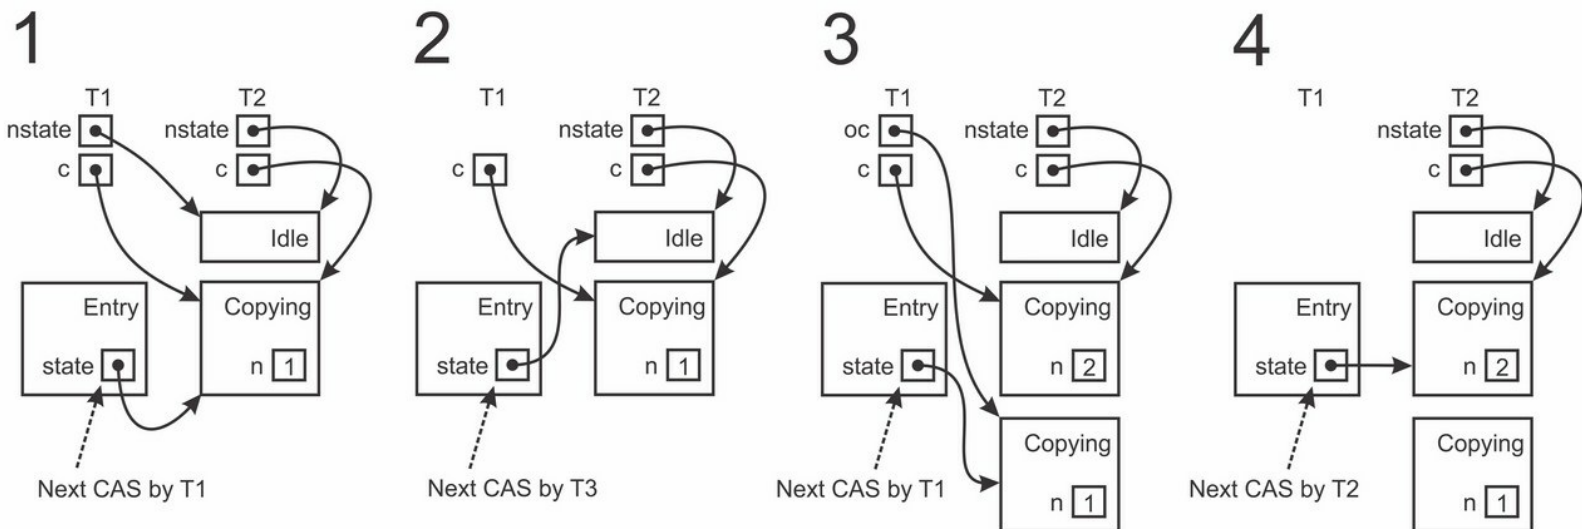 1 2 3 4
T1 T2 T1 T2 T1 T2 T1 T2
nstate nstate nstate oc nstate nstate
c c c c c c c
Idle Idle Idle Idle
Entry Copying Entry Copying Entry Copying Entry Copying
state n 1 state n 1 state n 2 state n 2
Copying Copying
Next CAS by T1 Next CAS by T3 Next CAS by T1 Next CAS by T2
n 1 n 1